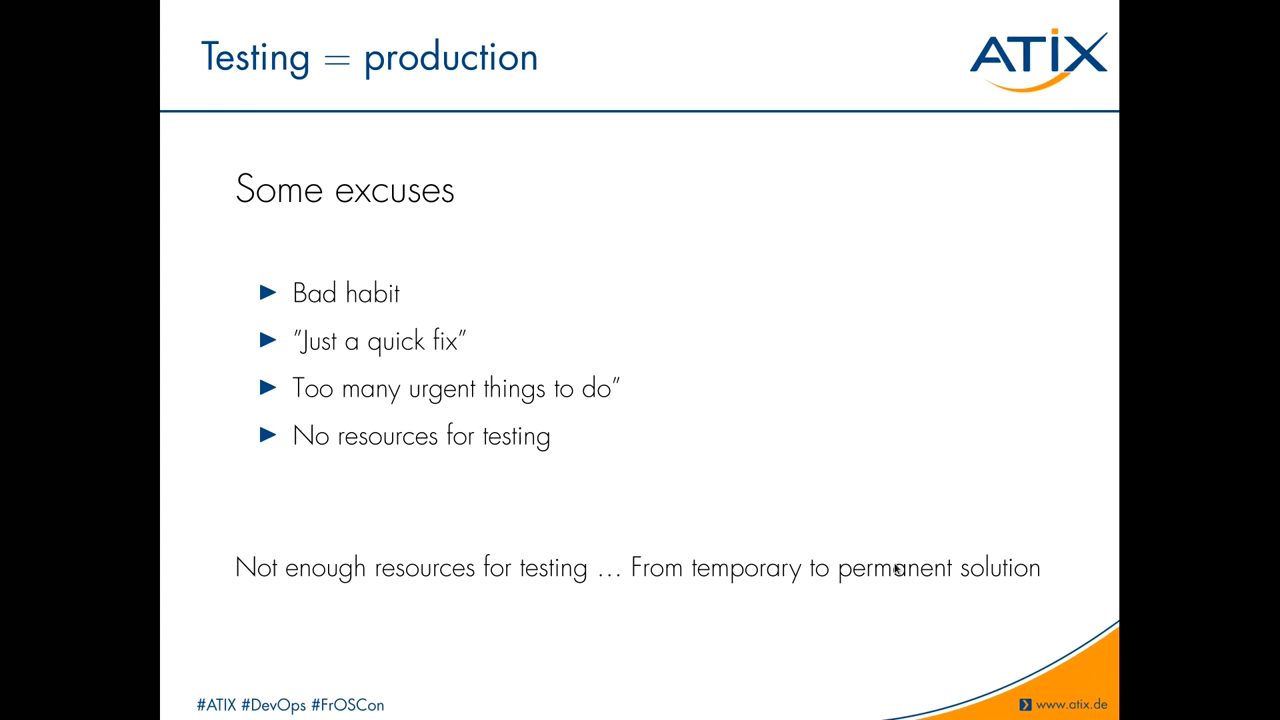 Testing = production
ATIX
Some excuses
Bad habit
"Just a quick fix"
Too many urgent things to do"
No resources for testing
Not enough resources for testing ... From temporary to permanent solution
#ATIX #DevOps #FrOSCon
www.atix.de